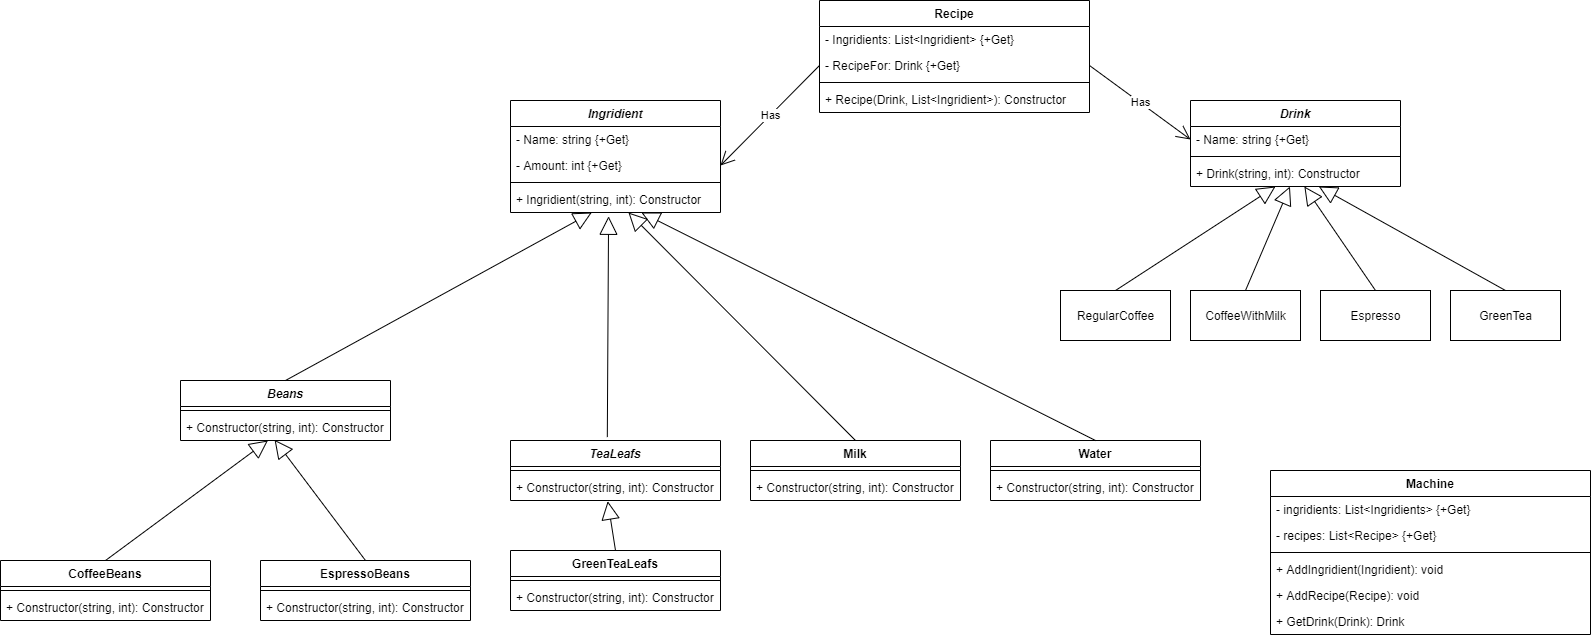 Recipe
- Ingridients: List<Ingridient> {+Get}
- RecipeFor: Drink {+Get}
+ Recipe(Drink, List<Ingridient>): Constructor
Has
Has
Ingridient
- Name: string {+Get}
- Amount: int {+Get}
+ Ingridient(string, int): Constructor
Drink
- Name: string {+Get}
+ Drink(string, int): Constructor
RegularCoffee
CoffeeWithMilk
Espresso
GreenTea
Beans
+ Constructor(string, int): Constructor
TeaLeafs
+ Constructor(string, int): Constructor
Milk
+ Constructor(string, int): Constructor
Water
+ Constructor(string, int): Constructor
CoffeeBeans
+ Constructor(string, int): Constructor
EspressoBeans
+ Constructor(string, int): Constructor
GreenTeaLeafs
+ Constructor(string, int): Constructor
Machine
- ingridients: List<Ingridients> {+Get}
- recipes: List<Recipe> {+Get}
+ AddIngridient(Ingridient): void
+ AddRecipe(Recipe): void
+ GetDrink(Drink): Drink